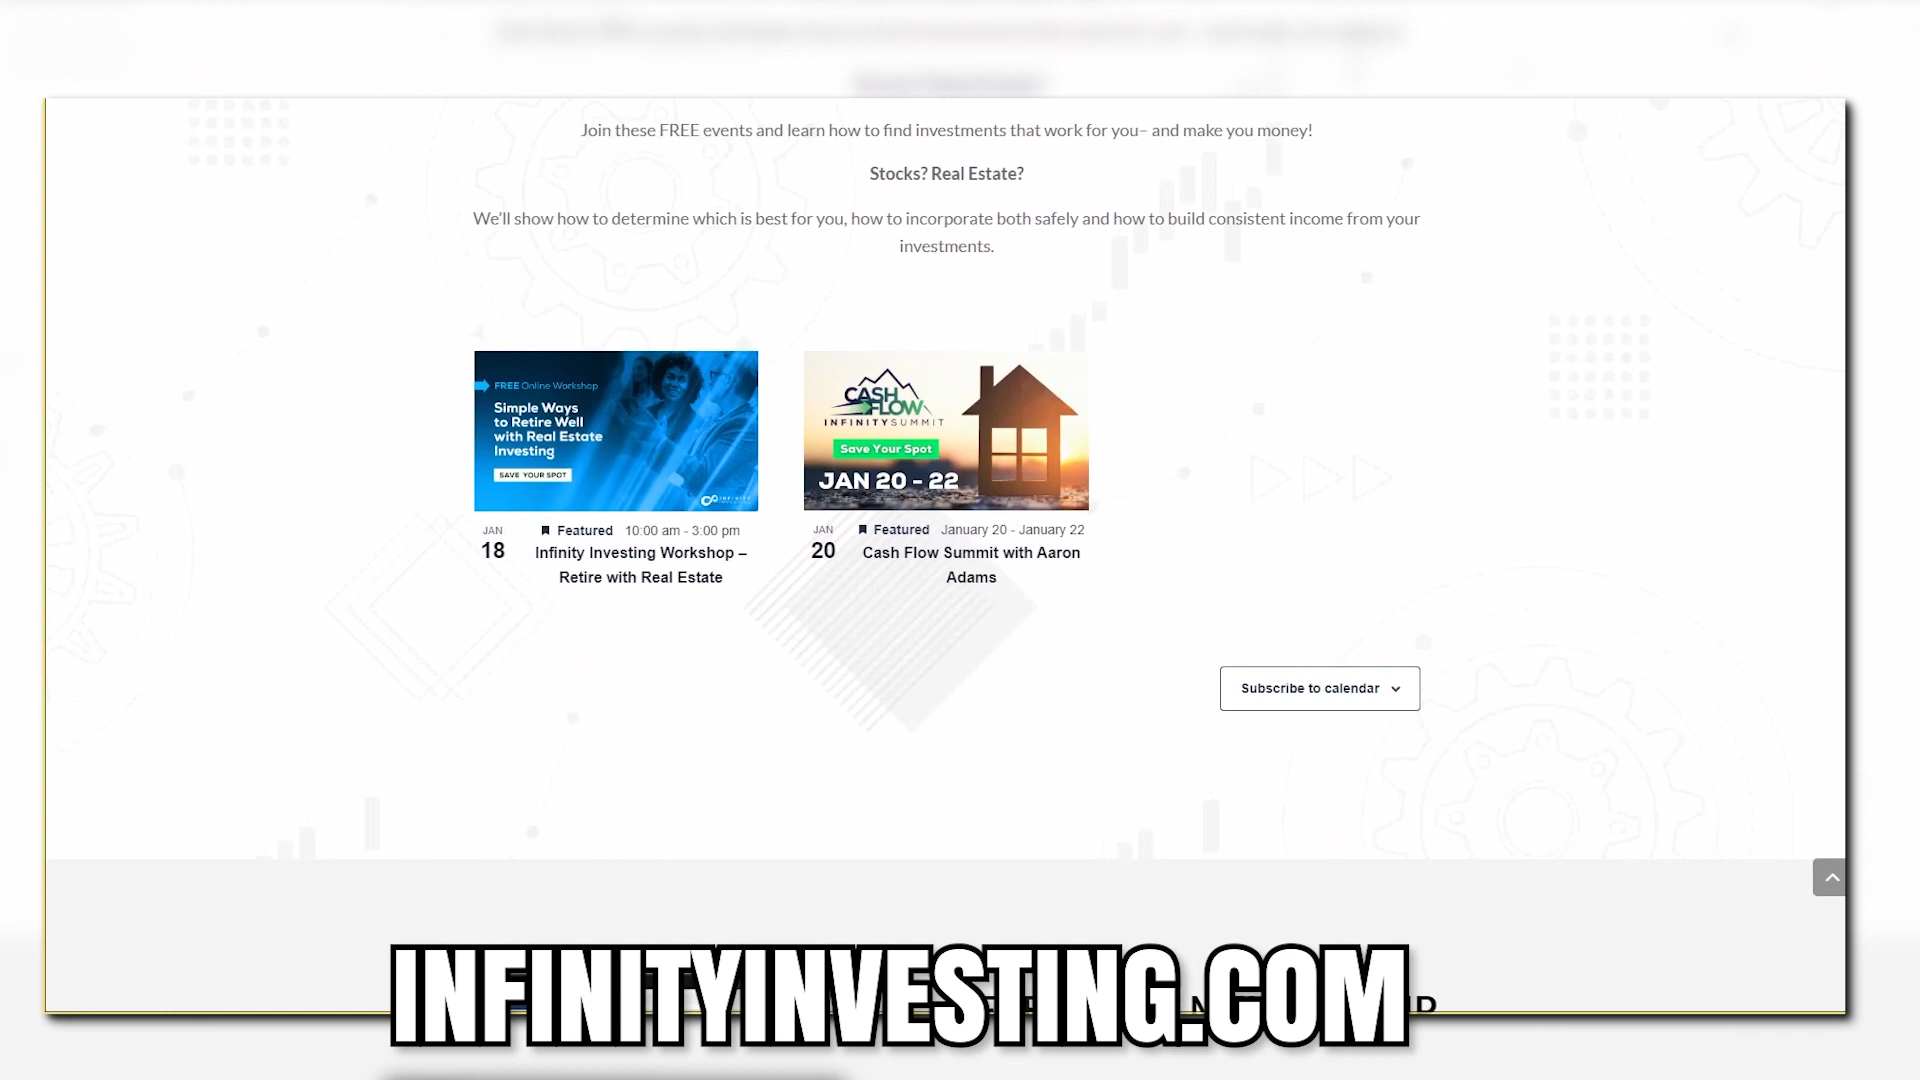 Join these FREE events and learn how to find investments that work for you– and make you money!
Stocks? Real Estate?
We'll show how to determine which is best for you, how to incorporate both safely and how to build consistent income from your
investments.
FREE Online Workshop
Simple Ways
to Retire Well
with Real Estate
Investing
SAVE YOUR SPOT
INFINITY
CASH
FLOW
INFINITYSUMMIT
Save Your Spot
JAN 20 - 22
JAN
18
Featured 10:00 am - 3:00 pm
Infinity Investing Workshop –
Retire with Real Estate
JAN
20
Featured January 20 - January 22
Cash Flow Summit with Aaron
Adams
Subscribe to calendar
INFINITYINVESTING.COM